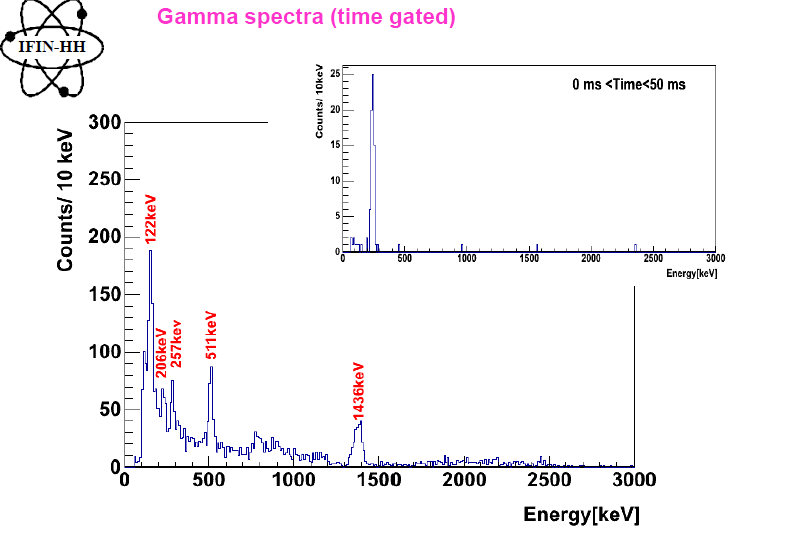 Gamma spectra (time gated)
IFIN-HH
Counts/ 10keV
25
20
15
10
5
0
0 ms <Time<50 ms
0 500 1000 1500 2000 2500 3000
Energy[keV]
Counts/ 10 keV
300
250
200
150
100
50
0
122keV
206keV
257kev
511keV
1436keV
0 500 1000 1500 2000 2500 3000
Energy[keV]